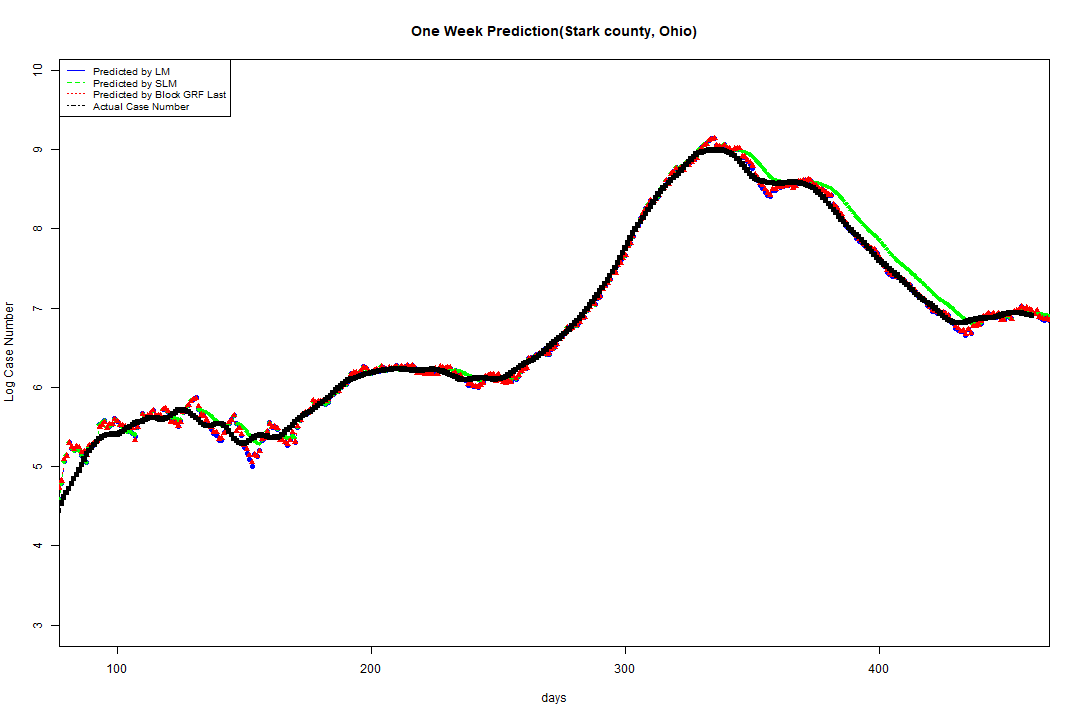 One Week Prediction(Stark county, Ohio)
Predicted by LM
Predicted by SLM
Predicted by Block GRF Last
Actual Case Number
10
9
8
7
6
5
4
3
Log Case Number
100 200 300 400
days